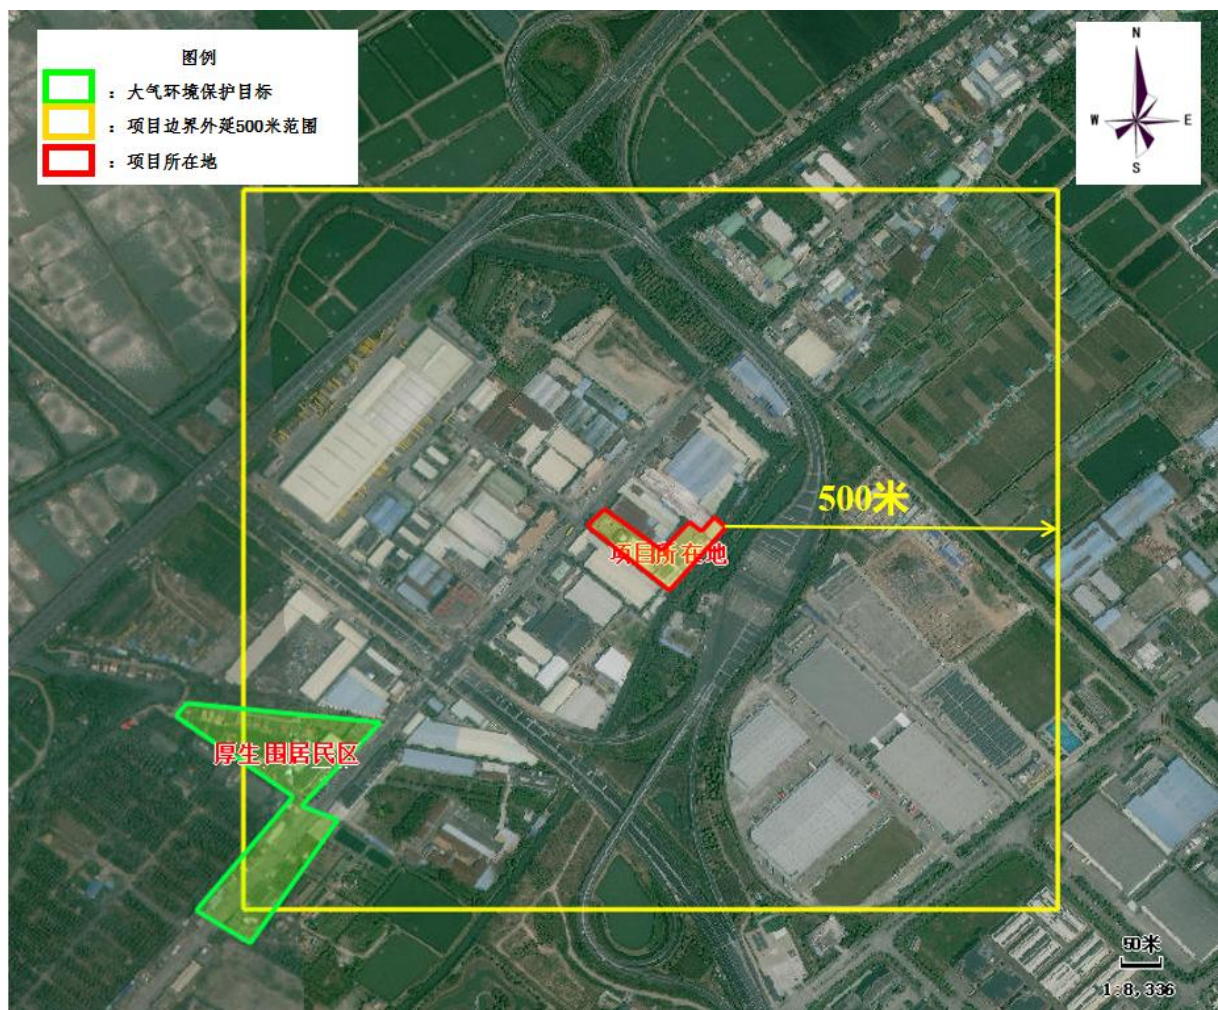 图例
：大气环境保护目标
：项目边界外延500米范围
：项目所在地
N
W E
S
500米
项目所在地
厚生围居民区
50米
1:8,336